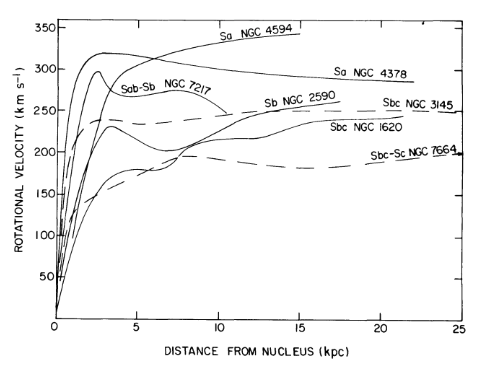 350
300
250
200
150
100
50
0
5
10
15
20
25
ROTATIONAL VELOCITY (km s⁻¹)
DISTANCE FROM NUCLEUS (kpc)
Sa NGC 4594
Sa NGC 4378
Sab-Sb NGC 7217
Sb NGC 2590
Sbc NGC 3145
Sbc NGC 1620
Sbc-Sc NGC 7664